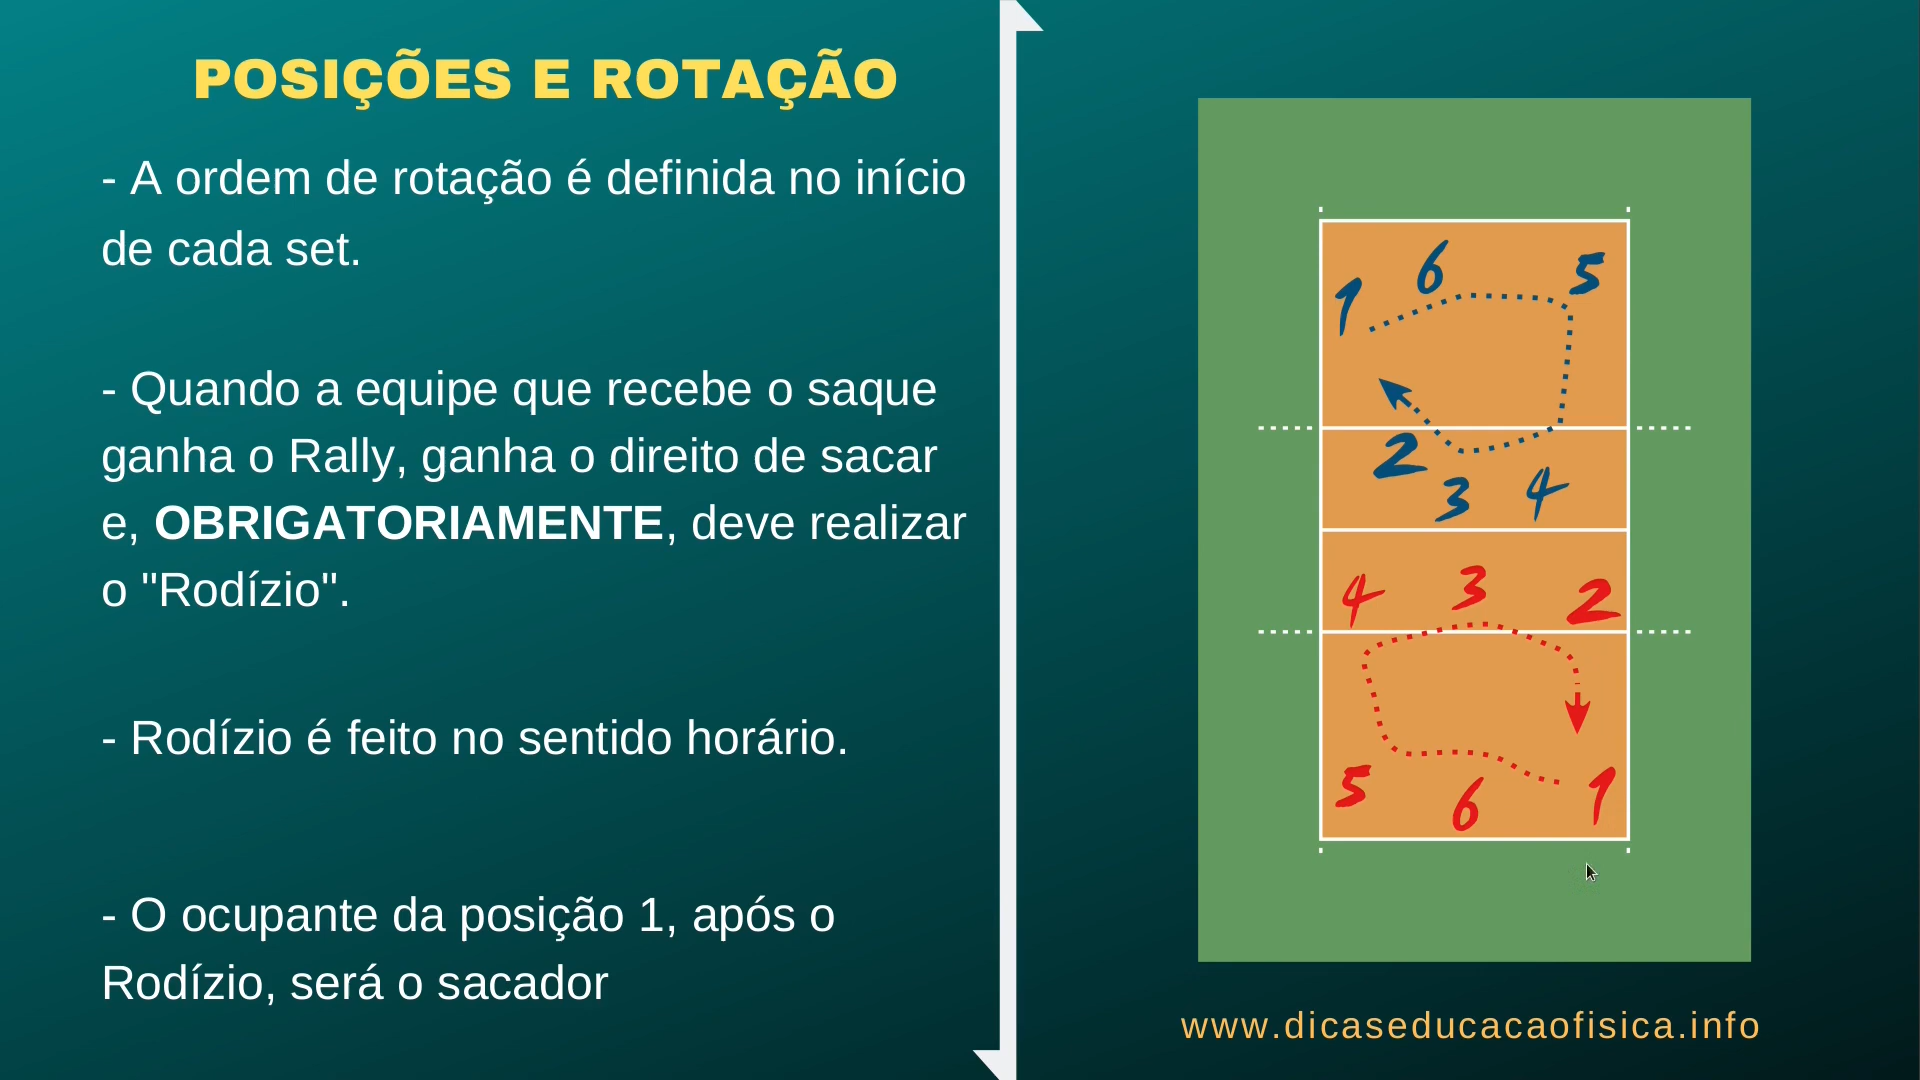 POSIÇÕES E ROTAÇÃO
- A ordem de rotação é definida no início
de cada set.
- Quando a equipe que recebe o saque
ganha o Rally, ganha o direito de sacar
e, OBRIGATORIAMENTE, deve realizar
o "Rodízio".
- Rodízio é feito no sentido horário.
- O ocupante da posição 1, após o
Rodízio, será o sacador
1 6 5
2 3 4
4 3 2
5 6 1
www.dicaseducacaofisica.info